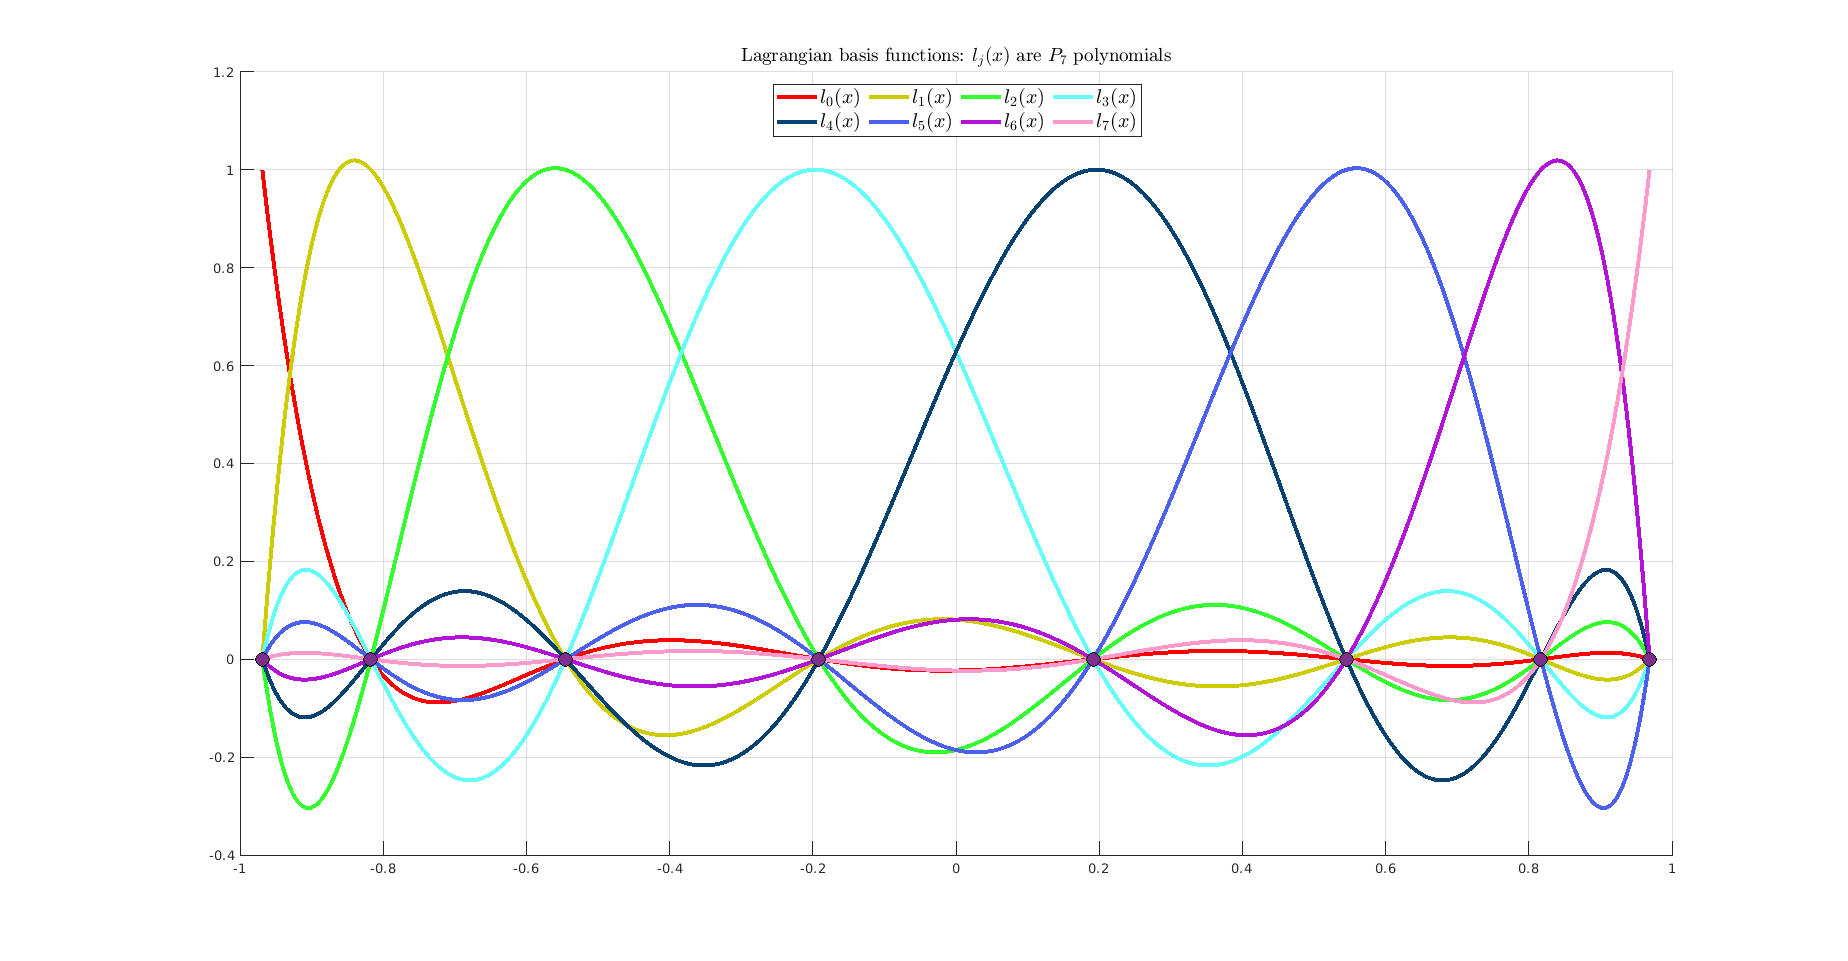 Lagrangian basis functions: l_j(x) are P_7 polynomials
1.2
l_0(x) l_1(x) l_2(x) l_3(x)
l_4(x) l_5(x) l_6(x) l_7(x)
1
0.8
0.6
0.4
0.2
0
-0.2
-0.4
-1 -0.8 -0.6 -0.4 -0.2 0 0.2 0.4 0.6 0.8 1